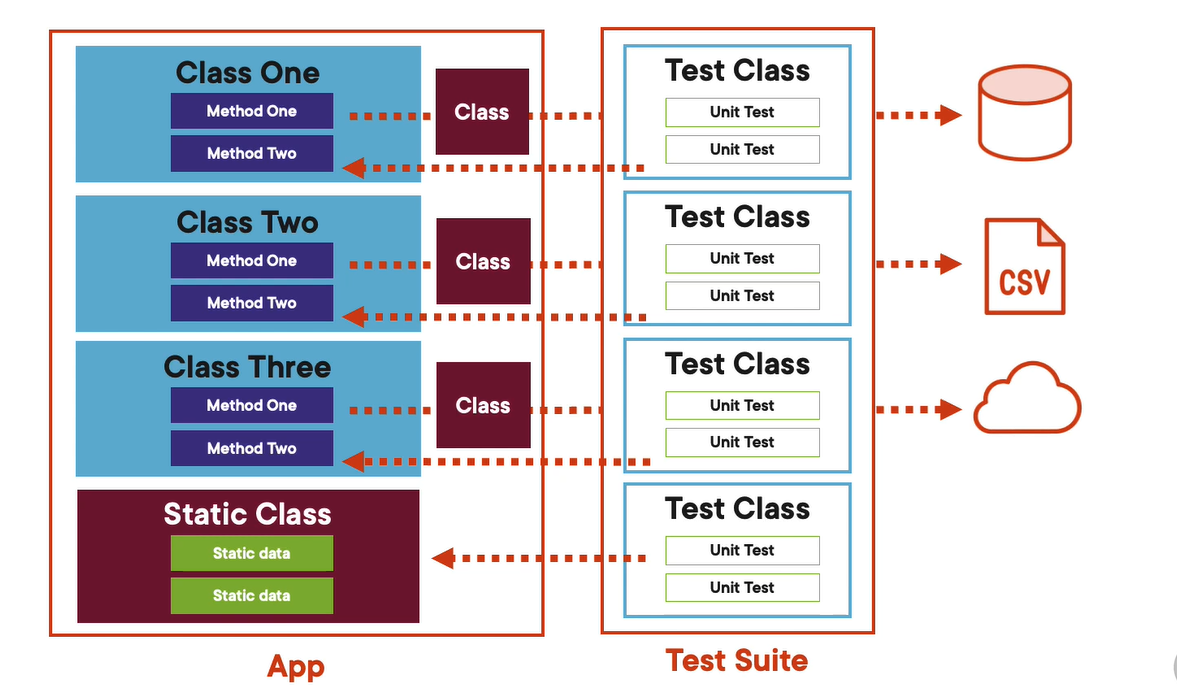 Class One
Method One
Method Two
Class
Test Class
Unit Test
Unit Test
Class Two
Method One
Method Two
Class
Test Class
Unit Test
Unit Test
CSV
Class Three
Method One
Method Two
Class
Test Class
Unit Test
Unit Test
Static Class
Static data
Static data
Test Class
Unit Test
Unit Test
App
Test Suite